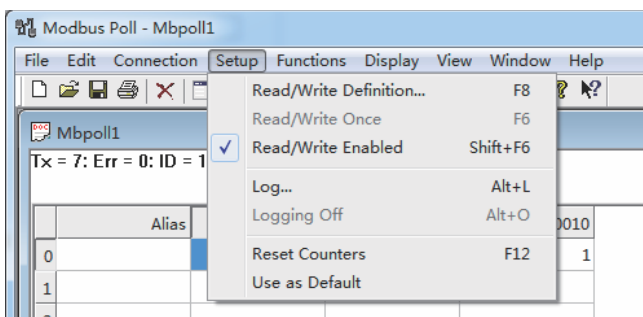 Modbus Poll - Mbpoll1
File Edit Connection Setup Functions Display View Window Help
Read/Write Definition... F8
Read/Write Once F6
Read/Write Enabled Shift+F6
Log... Alt+L
Logging Off Alt+O
Reset Counters F12
Use as Default
Mbpoll1
Tx = 7: Err = 0: ID = 1
Alias
0010
0 1
1